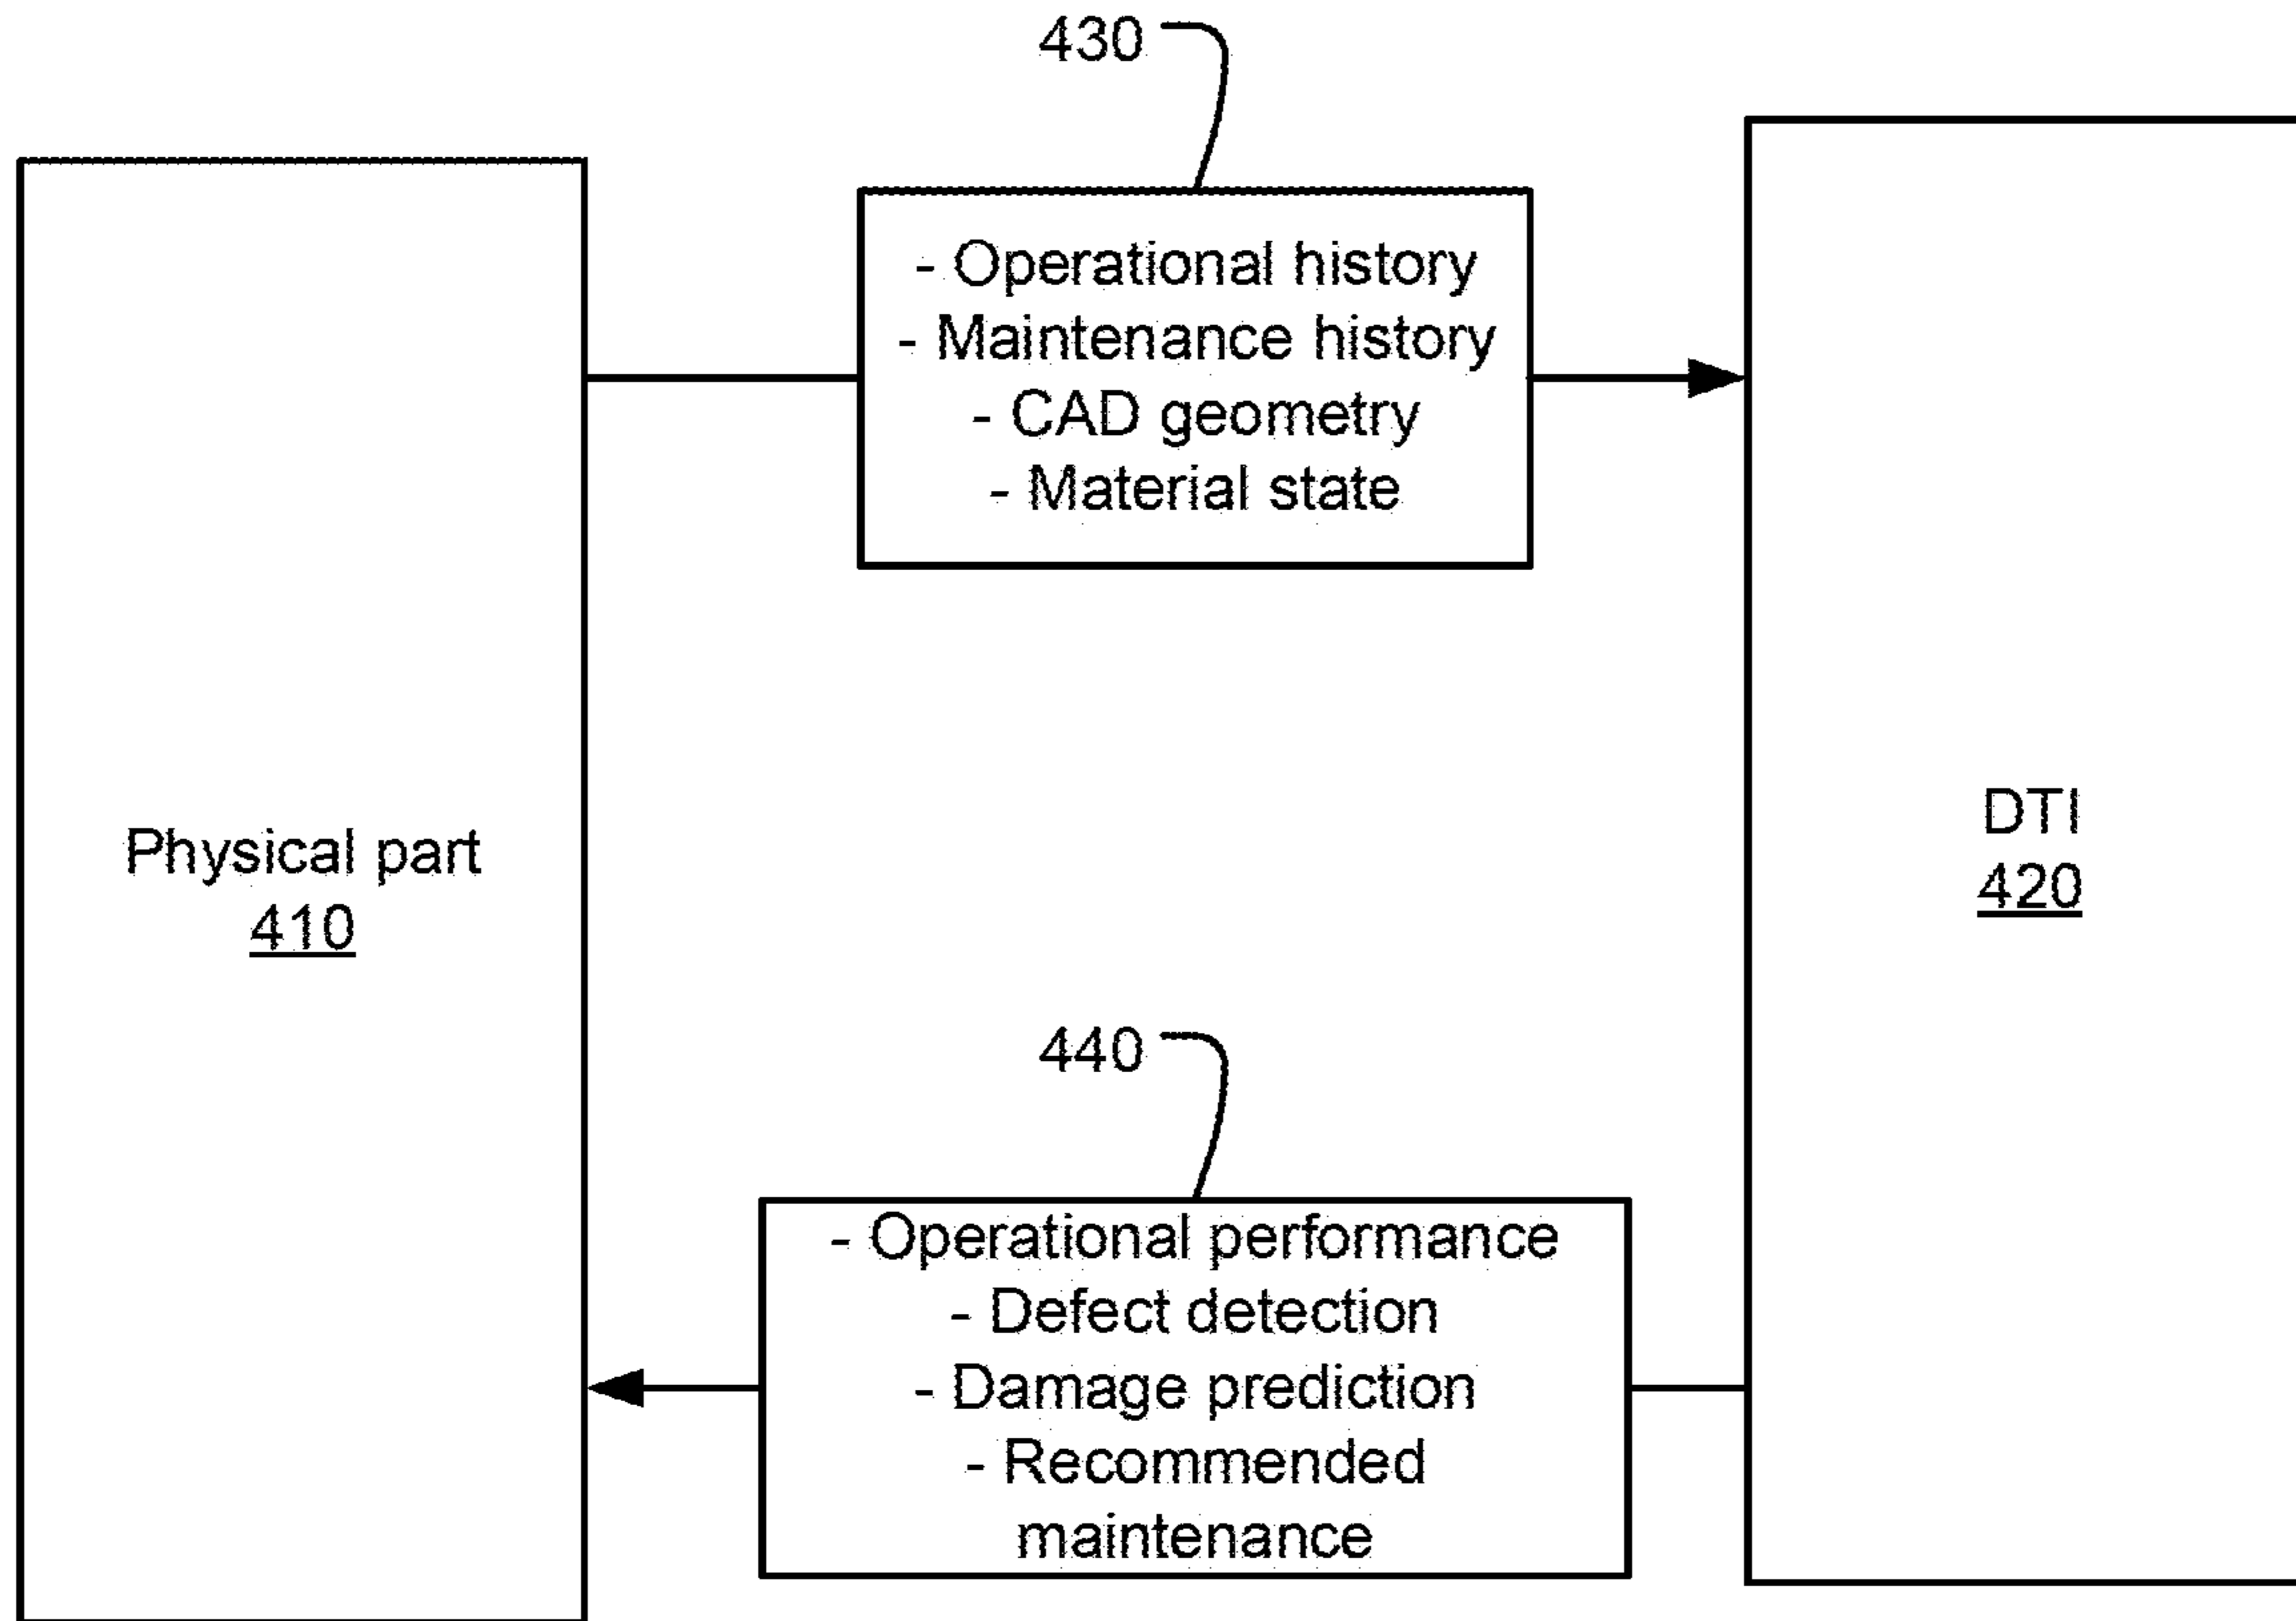 430
- Operational history
- Maintenance history
- CAD geometry
- Material state
Physical part
410
DTI
420
440
- Operational performance
- Defect detection
- Damage prediction
- Recommended
maintenance